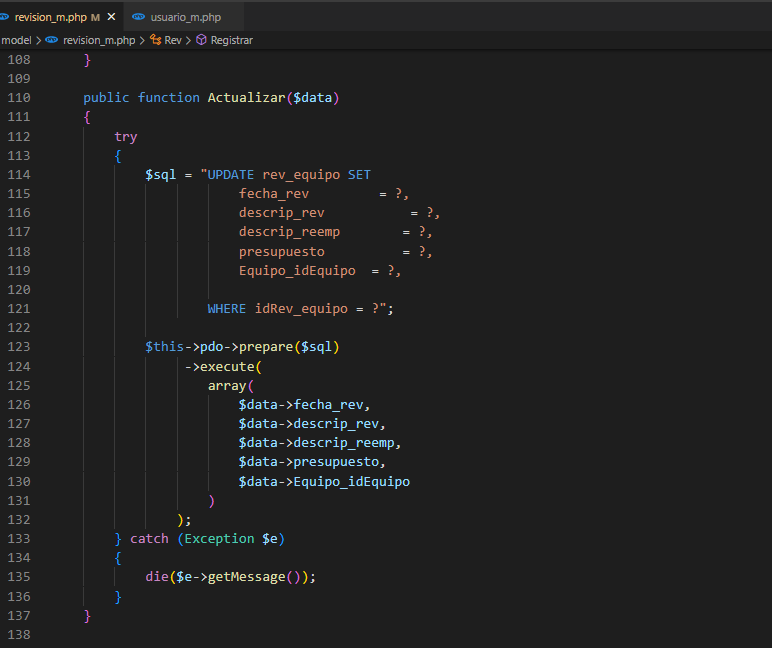 revision_m.php M ×
usuario_m.php
model > revision_m.php > Rev > Registrar
108 }
109
110 public function Actualizar($data)
111 {
112 try
113 {
114 $sql = "UPDATE rev_equipo SET
115 fecha_rev = ?,
116 descrip_rev = ?,
117 descrip_reemp = ?,
118 presupuesto = ?,
119 Equipo_idEquipo = ?,
120
121 WHERE idRev_equipo = ?";
122
123 $this->pdo->prepare($sql)
124 ->execute(
125 array(
126 $data->fecha_rev,
127 $data->descrip_rev,
128 $data->descrip_reemp,
129 $data->presupuesto,
130 $data->Equipo_idEquipo
131 )
132 );
133 } catch (Exception $e)
134 {
135 die($e->getMessage());
136 }
137 }
138